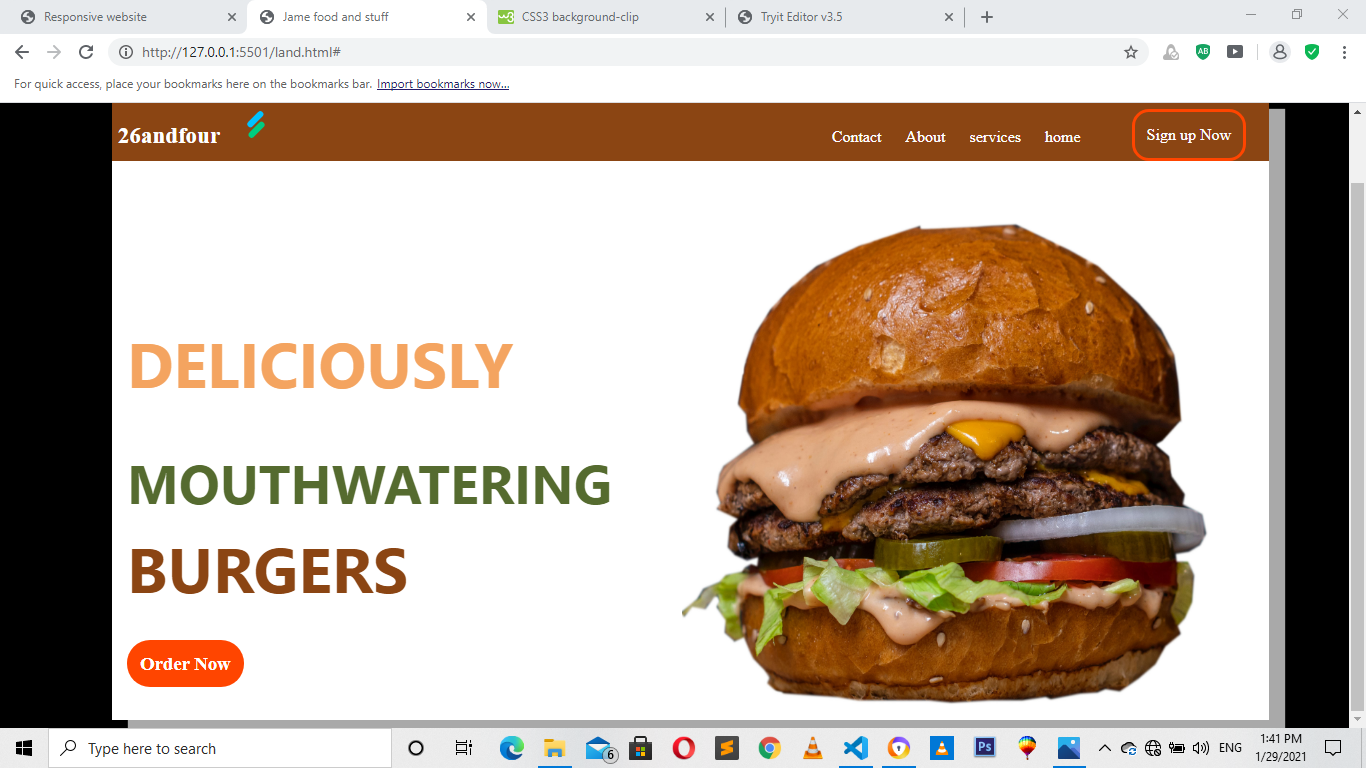 Responsive website
Jame food and stuff
CSS3 background-clip
Tryit Editor v3.5
http://127.0.0.1:5501/land.html#
AB
For quick access, place your bookmarks here on the bookmarks bar. Import bookmarks now...
26andfour
Contact About services home
Sign up Now
DELICIOUSLY
MOUTHWATERING
BURGERS
Order Now
Type here to search
6
Ps
ENG
1:41 PM
1/29/2021